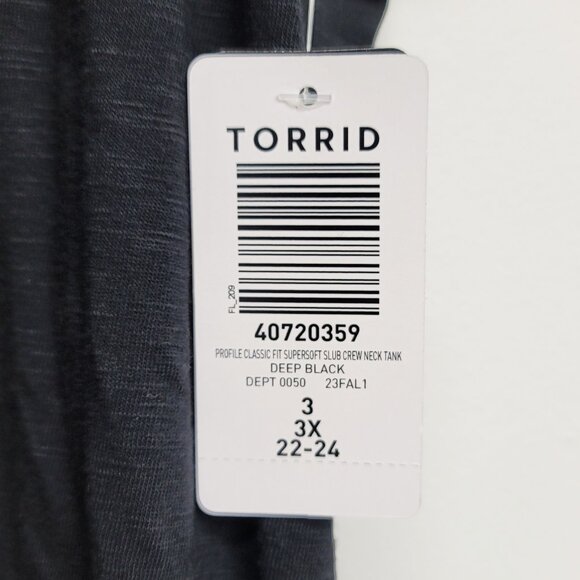 TORRID
FL_209
40720359
PROFILE CLASSIC FIT SUPERSOFT SLUB CREW NECK TANK
DEEP BLACK
DEPT 0050 23FAL1
3
3X
22-24